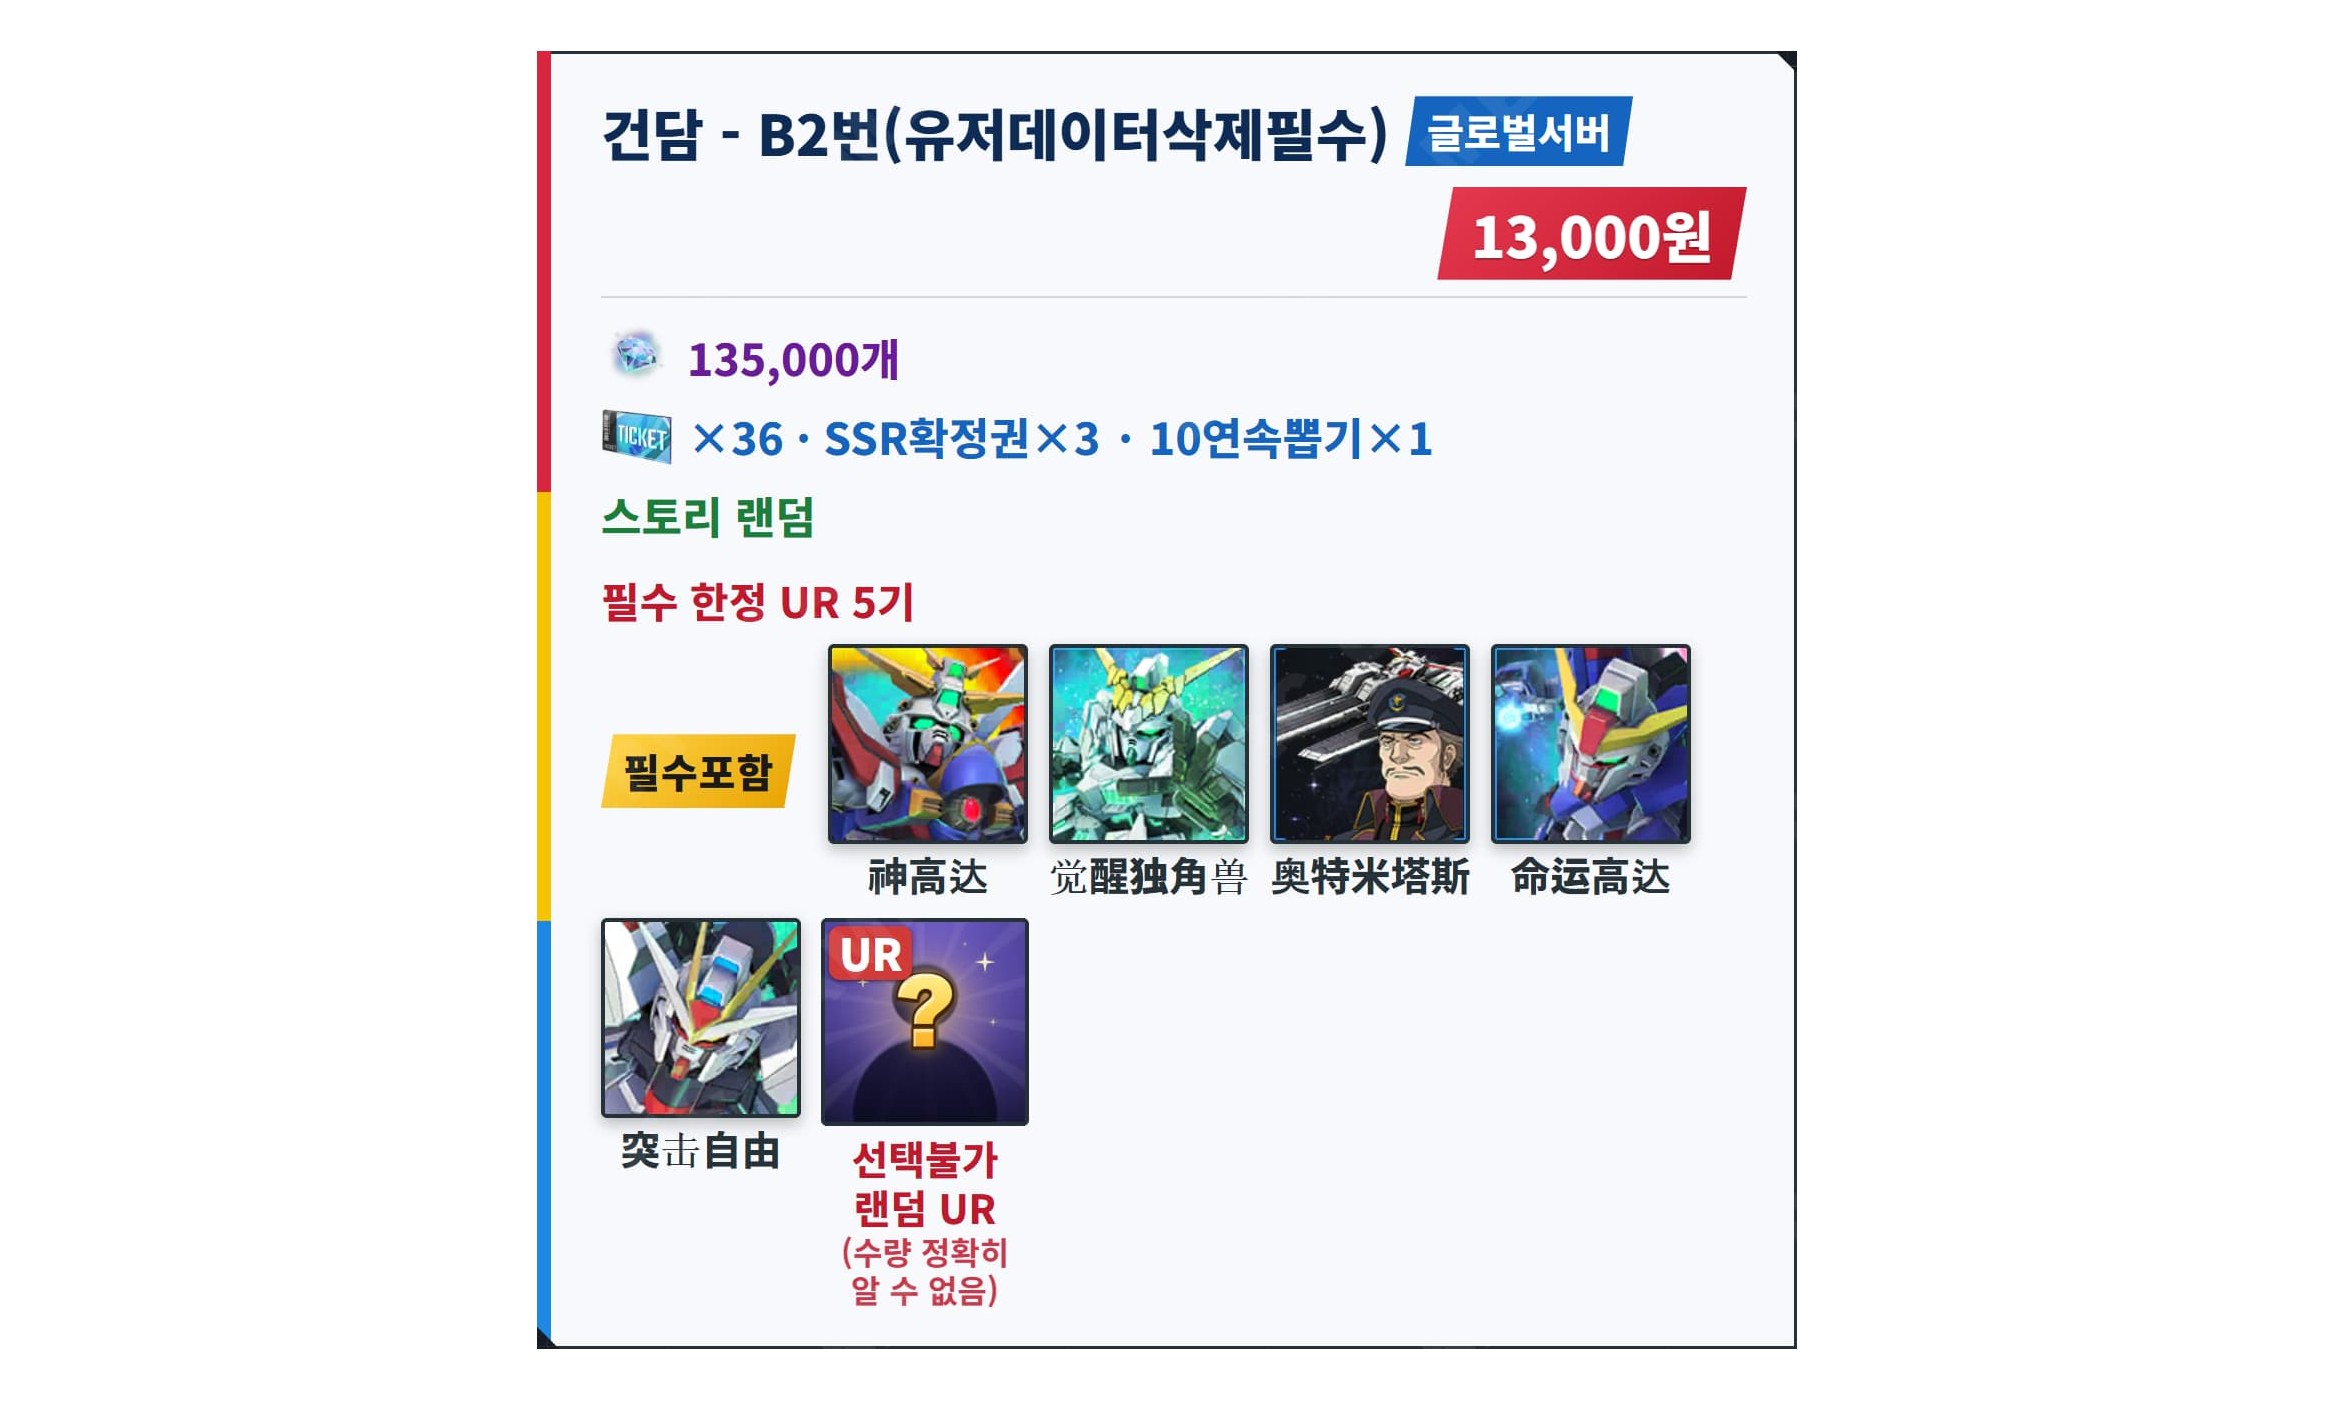 건담 - B2번(유저데이터삭제필수) 글로벌서버
13,000원
135,000개
TICKET ×36 · SSR확정권×3 · 10연속뽑기×1
스토리 랜덤
필수 한정 UR 5기
필수포함
神高达 觉醒独角兽 奥特米塔斯 命运高达
UR
突击自由
선택불가
랜덤 UR
(수량 정확히
알 수 없음)